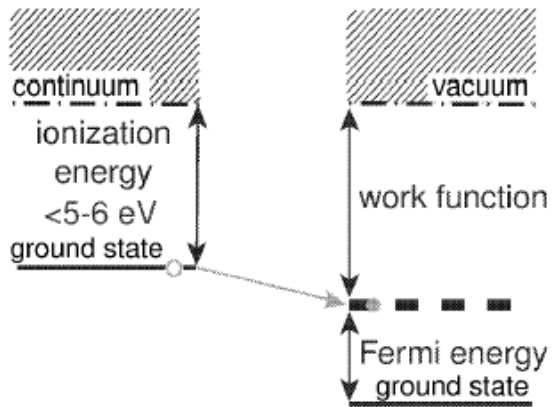 continuum
ionization
energy
<5-6 eV
ground state
vacuum
work function
Fermi energy
ground state